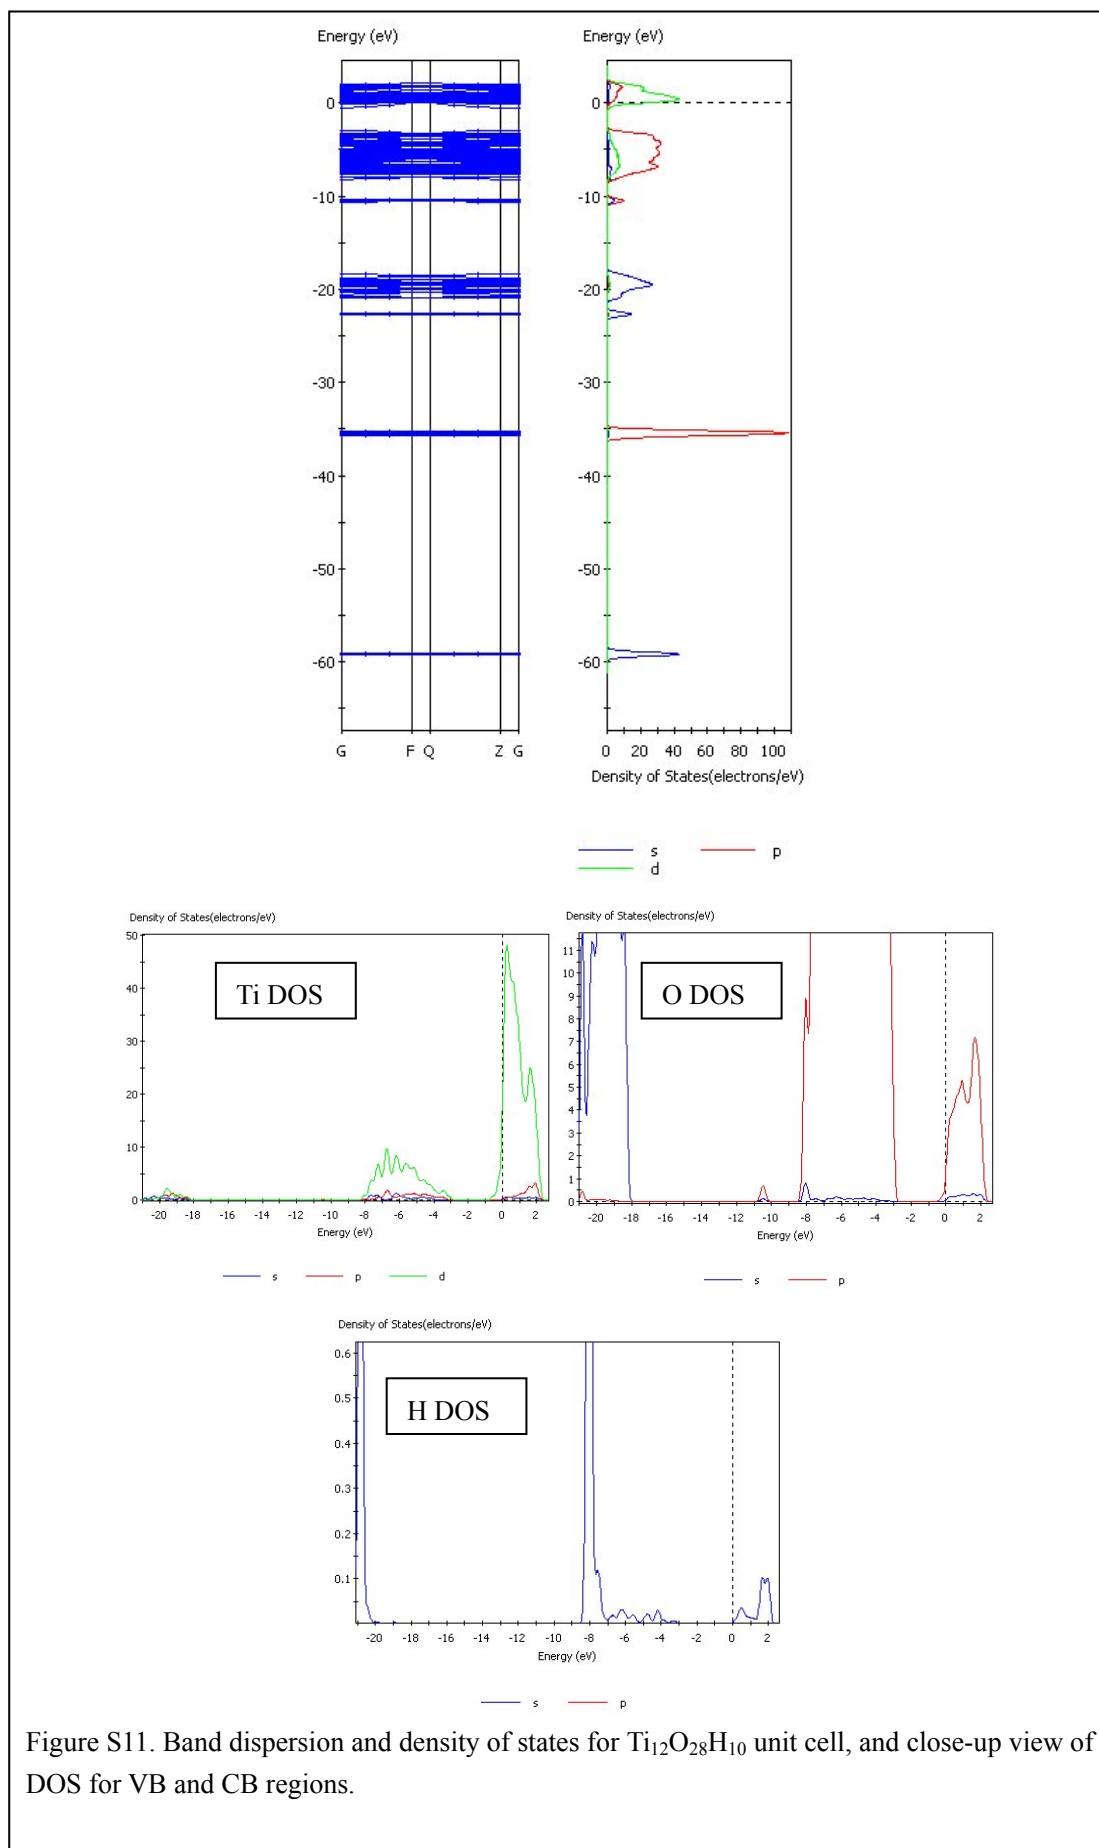 Energy (eV) Energy (eV)
0 0
-10 -10
-20 -20
-30 -30
-40 -40
-50 -50
-60 -60
G F Q Z G 0 20 40 60 80 100
Density of States(electrons/eV)
s p
d
Density of States(electrons/eV)
50
40
30
20
10
0
Ti DOS
-20 -18 -16 -14 -12 -10 -8 -6 -4 -2 0 2
Energy (eV)
s p d
Density of States(electrons/eV)
11
10
9
8
7
6
5
4
3
2
1
0
O DOS
-20 -18 -16 -14 -12 -10 -8 -6 -4 -2 0 2
Energy (eV)
s p
Density of States(electrons/eV)
0.6
0.5
0.4
0.3
0.2
0.1
H DOS
-20 -18 -16 -14 -12 -10 -8 -6 -4 -2 0 2
Energy (eV)
s p
Figure S11. Band dispersion and density of states for Ti₁₂O₂₈H₁₀ unit cell, and close-up view of
DOS for VB and CB regions.